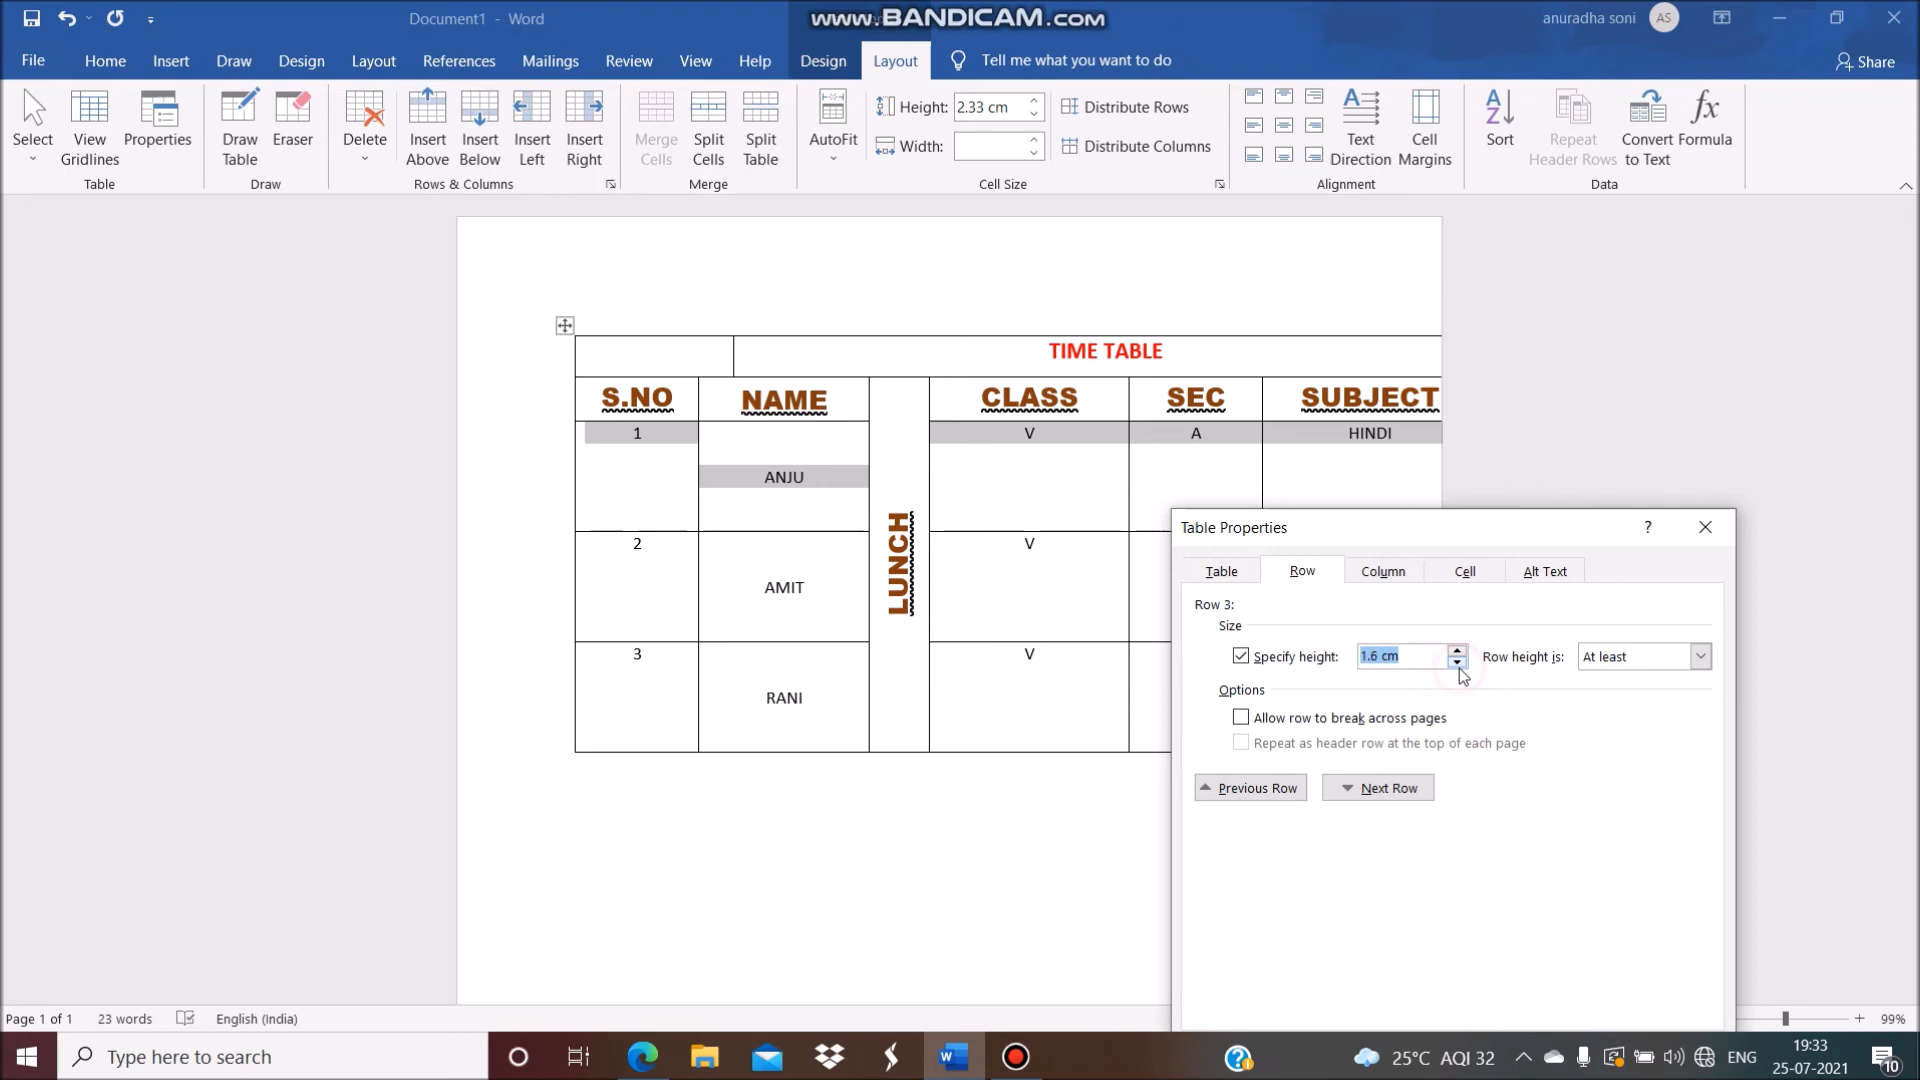 Document1 - Word
www.BANDICAM.com
anuradha soni
AS
File Home Insert Draw Design Layout References Mailings Review View Help Design Layout Tell me what you want to do Share
Select View Gridlines Properties
Table
Draw Table Eraser
Draw
Delete Insert Above Insert Below Insert Left Insert Right
Rows & Columns
Merge Cells Split Cells Split Table
Merge
AutoFit
Height: 2.33 cm Distribute Rows
Width: Distribute Columns
Cell Size
Text Direction Cell Margins
Alignment
Sort Repeat Header Rows Convert to Text Formula
Data
TIME TABLE
S.NO NAME CLASS SEC SUBJECT
1 V A HINDI
ANJU
LUNCH
2 V
AMIT
3 V
RANI
Table Properties ?
Table Row Column Cell Alt Text
Row 3:
Size
Specify height: 1.6 cm Row height is: At least
Options
Allow row to break across pages
Repeat as header row at the top of each page
Previous Row Next Row
Page 1 of 1 23 words English (India)
99%
Type here to search
25°C AQI 32
ENG
19:33
25-07-2021
10